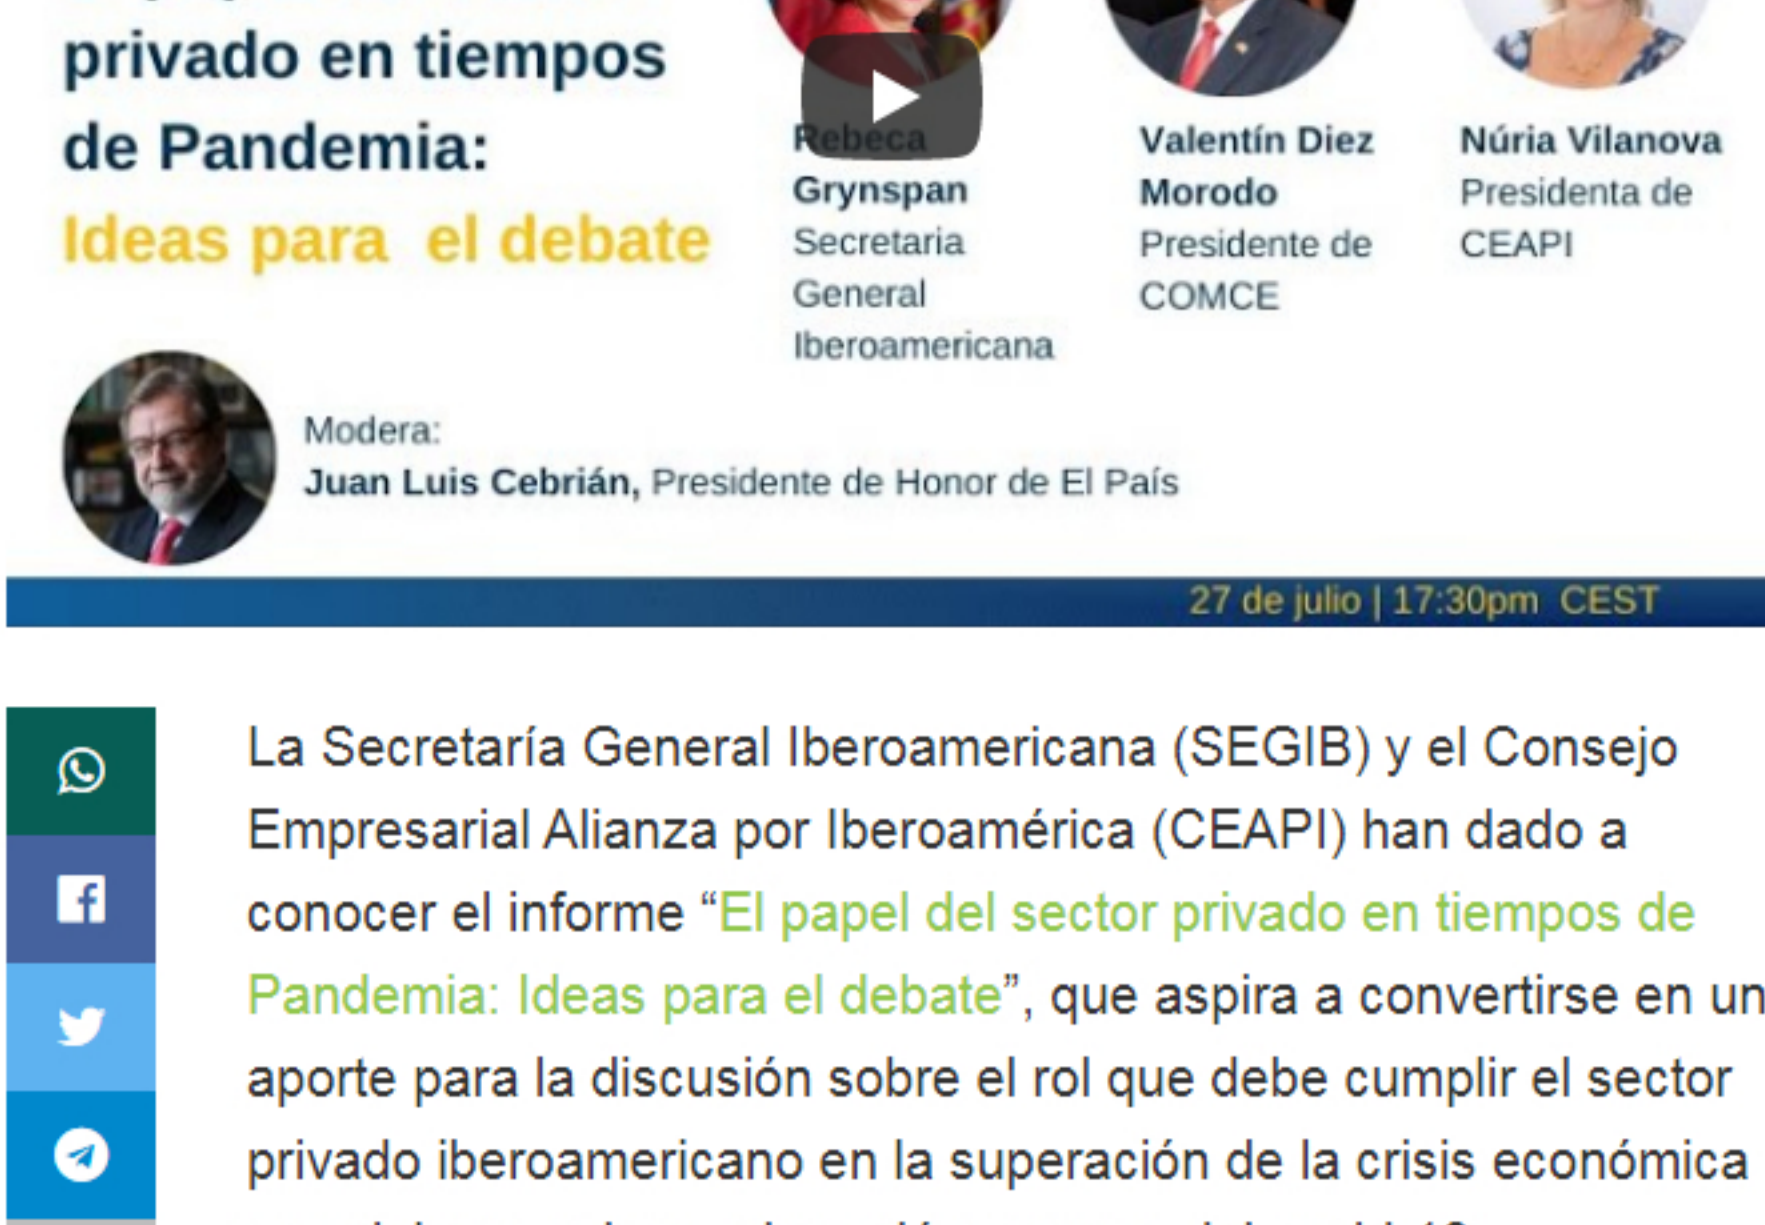 privado en tiempos
de Pandemia:
Ideas para el debate
Rebeca
Grynspan
Secretaria
General
Iberoamericana
Valentín Diez
Morodo
Presidente de
COMCE
Núria Vilanova
Presidenta de
CEAPI
Modera:
Juan Luis Cebrián, Presidente de Honor de El País
27 de julio | 17:30pm CEST
La Secretaría General Iberoamericana (SEGIB) y el Consejo
Empresarial Alianza por Iberoamérica (CEAPI) han dado a
conocer el informe “El papel del sector privado en tiempos de
Pandemia: Ideas para el debate”, que aspira a convertirse en un
aporte para la discusión sobre el rol que debe cumplir el sector
privado iberoamericano en la superación de la crisis económica